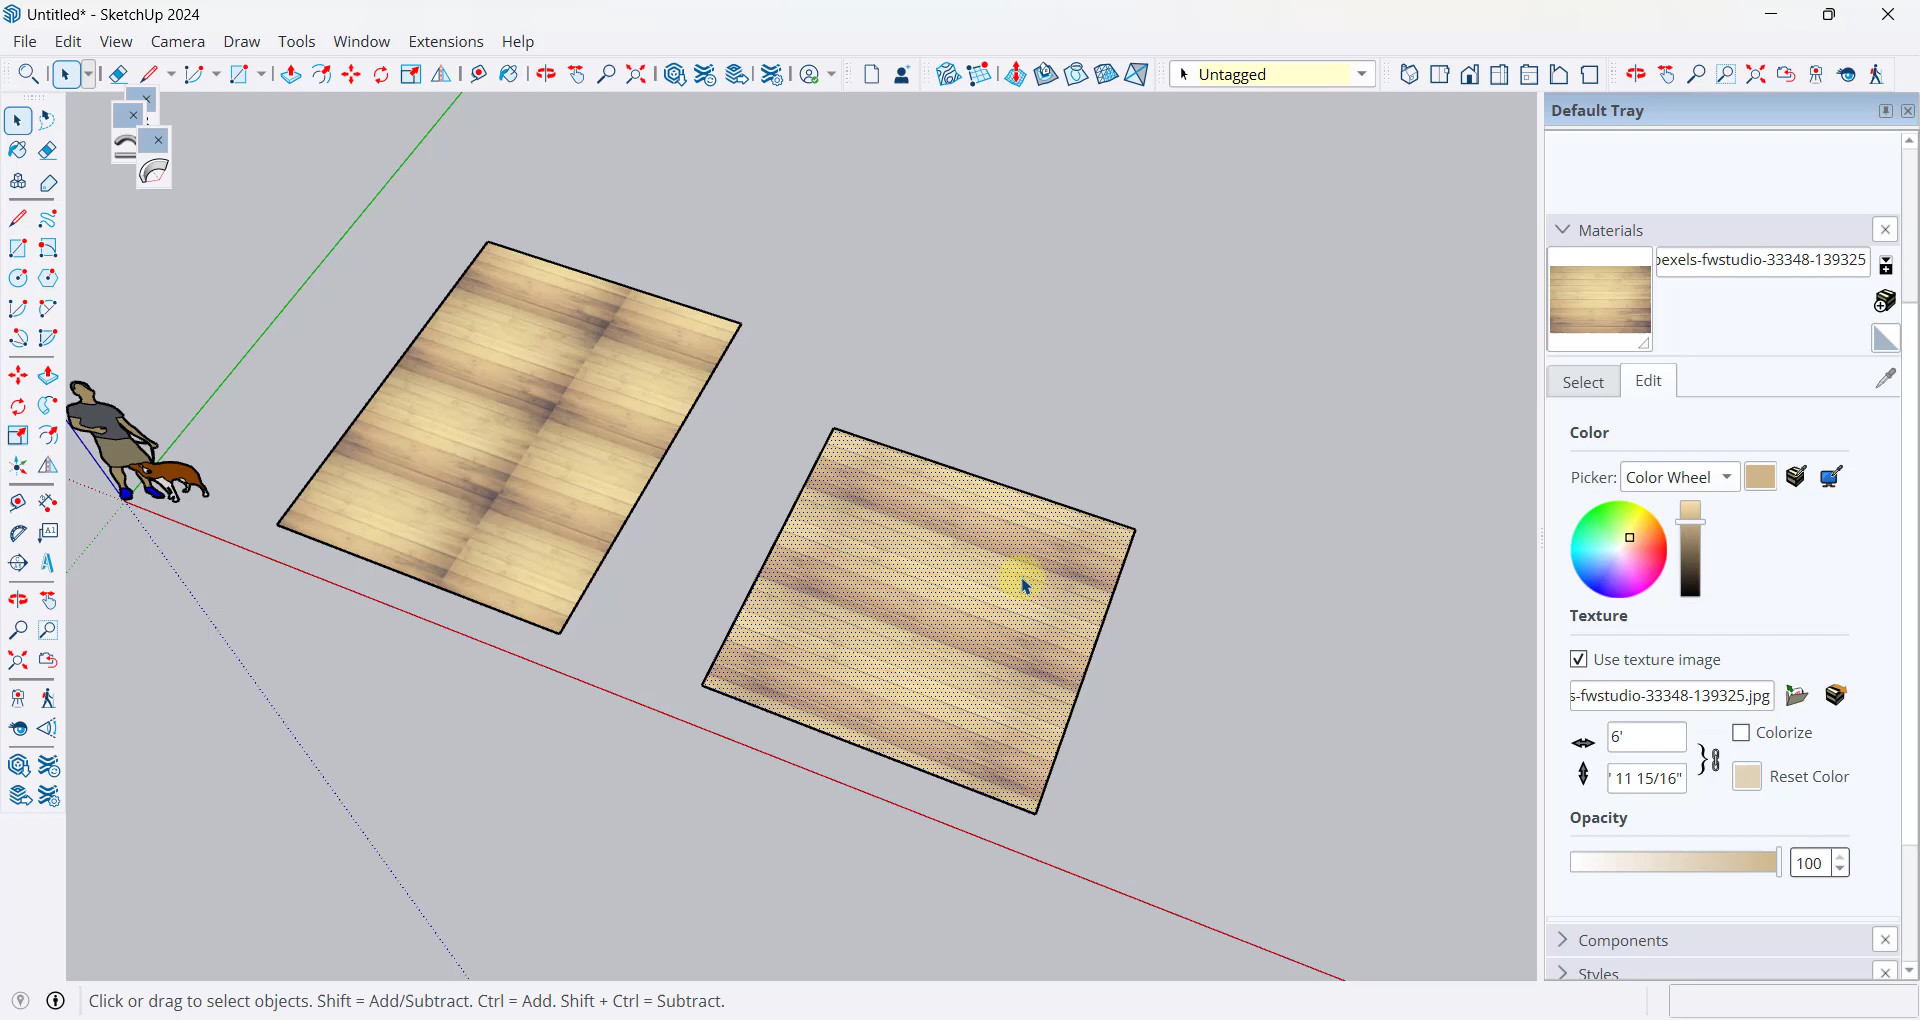 Untitled* - SketchUp 2024
File Edit View Camera Draw Tools Window Extensions Help
Untagged
Default Tray
Materials
pexels-fwstudio-33348-139325
Select Edit
Color
Picker: Color Wheel
Texture
Use texture image
s-fwstudio-33348-139325.jpg
6' Colorize
' 11 15/16" Reset Color
Opacity
100
Components
Styles
Click or drag to select objects. Shift = Add/Subtract. Ctrl = Add. Shift + Ctrl = Subtract.